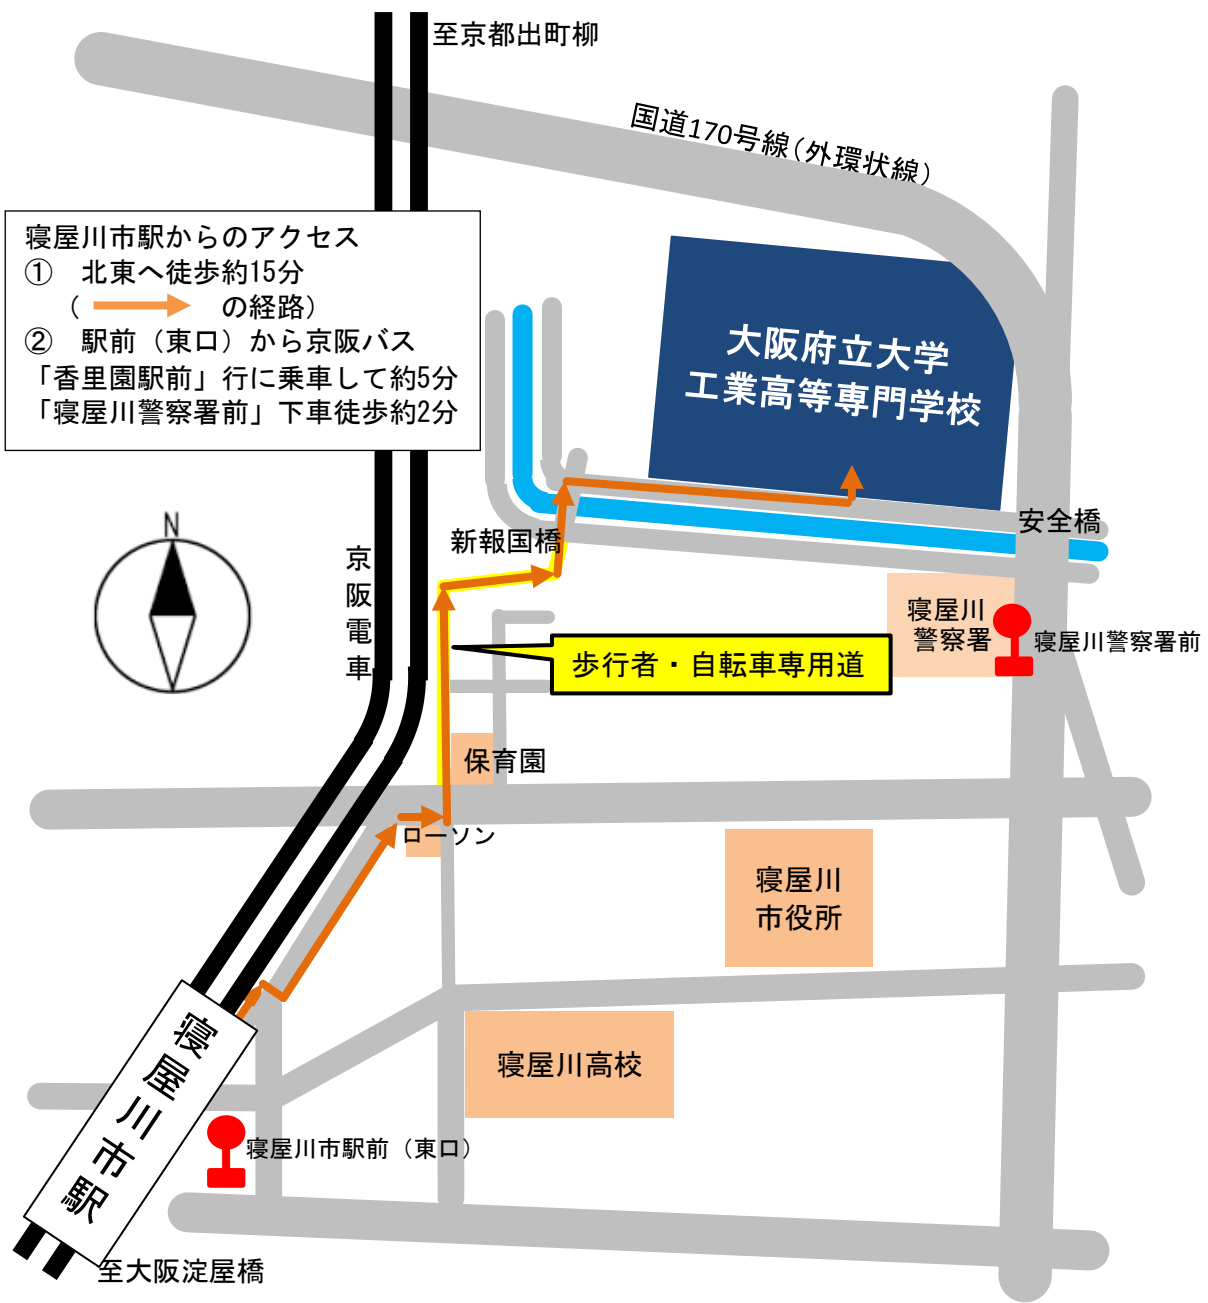 至京都出町柳
国道170号線(外環状線)
寝屋川市駅からのアクセス
① 北東へ徒歩約15分
( の経路)
② 駅前(東口)から京阪バス
「香里園駅前」行に乗車して約5分
「寝屋川警察署前」下車徒歩約2分
大阪府立大学
工業高等専門学校
N
京阪電車
新報国橋
安全橋
寝屋川
警察署
寝屋川警察署前
歩行者・自転車専用道
保育園
ローソン
寝屋川
市役所
寝屋川高校
寝屋川市駅
寝屋川市駅前(東口)
至大阪淀屋橋